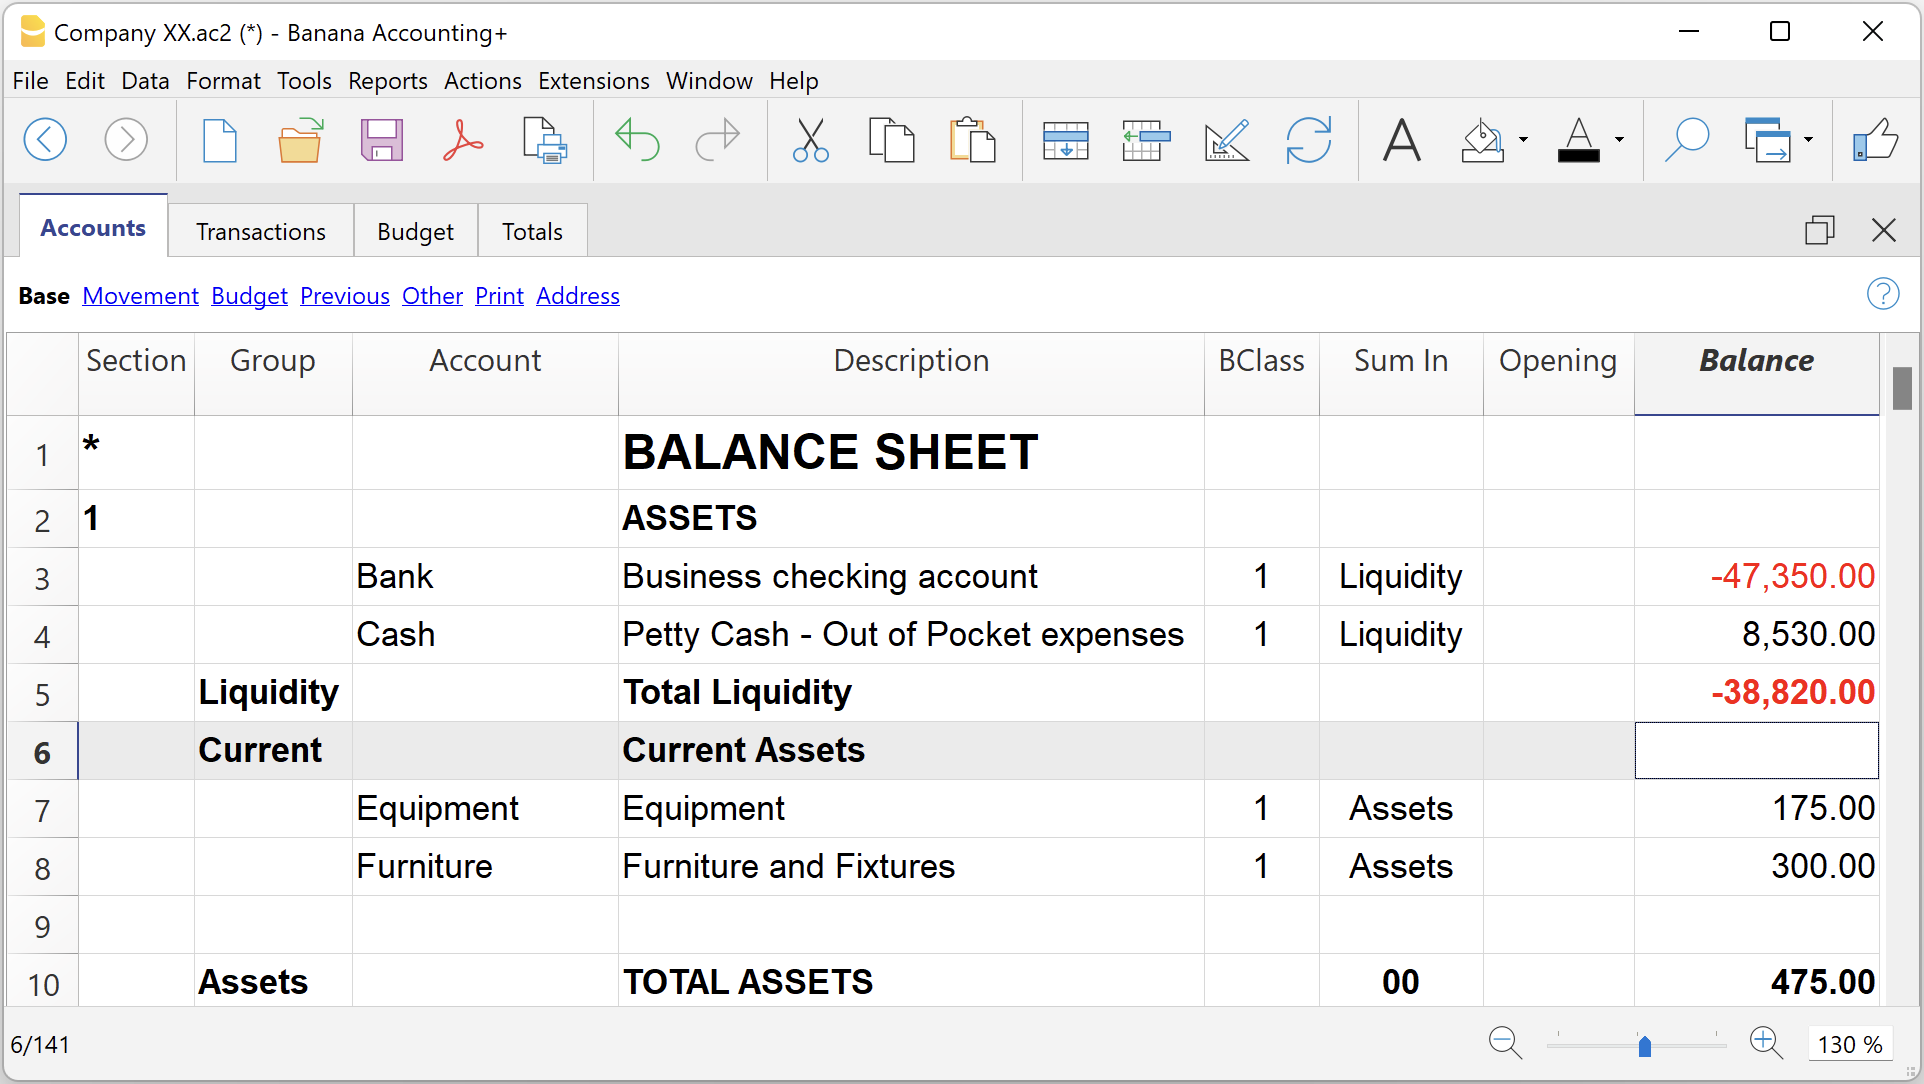 Company XX.ac2 (*) - Banana Accounting+
File Edit Data Format Tools Reports Actions Extensions Window Help
Accounts Transactions Budget Totals
Base Movement Budget Previous Other Print Address
Section Group Account Description BClass Sum In Opening Balance
1 * BALANCE SHEET
2 1 ASSETS
3 Bank Business checking account 1 Liquidity -47,350.00
4 Cash Petty Cash - Out of Pocket expenses 1 Liquidity 8,530.00
5 Liquidity Total Liquidity -38,820.00
6 Current Current Assets
7 Equipment Equipment 1 Assets 175.00
8 Furniture Furniture and Fixtures 1 Assets 300.00
9
10 Assets TOTAL ASSETS 00 475.00
6/141 130 %